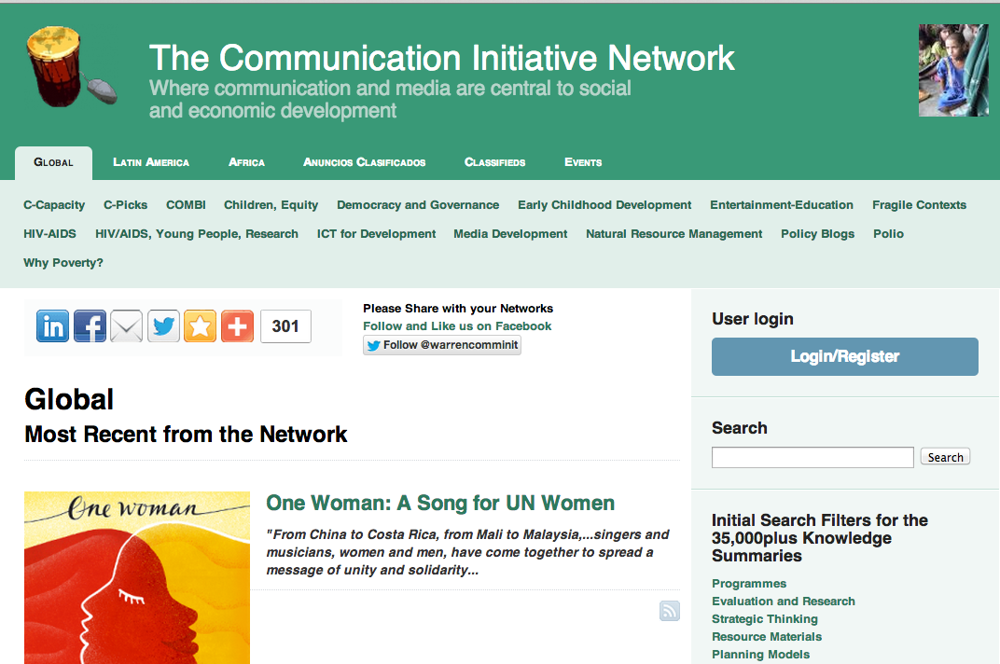 The Communication Initiative Network
Where communication and media are central to social
and economic development
Global Latin America Africa Anuncios Clasificados Classifieds Events
C-Capacity C-Picks COMBI Children, Equity Democracy and Governance Early Childhood Development Entertainment-Education Fragile Contexts
HIV-AIDS HIV/AIDS, Young People, Research ICT for Development Media Development Natural Resource Management Policy Blogs Polio
Why Poverty?
in f 301
Please Share with your Networks
Follow and Like us on Facebook
Follow @warrencomminit
Global
Most Recent from the Network
One woman
One Woman: A Song for UN Women
"From China to Costa Rica, from Mali to Malaysia,...singers and
musicians, women and men, have come together to spread a
message of unity and solidarity...
User login
Login/Register
Search
Search
Initial Search Filters for the
35,000plus Knowledge
Summaries
Programmes
Evaluation and Research
Strategic Thinking
Resource Materials
Planning Models